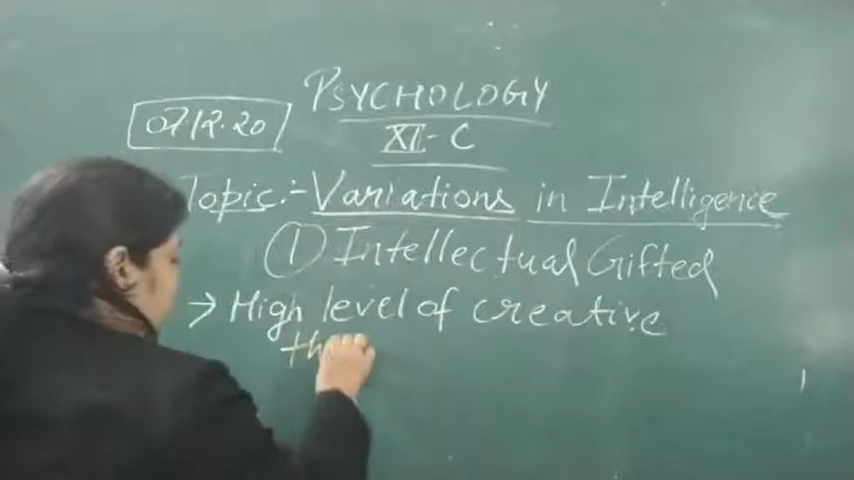 PSYCHOLOGY
07.12.20
XI-C
Topic:- Variations in Intelligence
① Intellectual Gifted
→ High level of creative
th